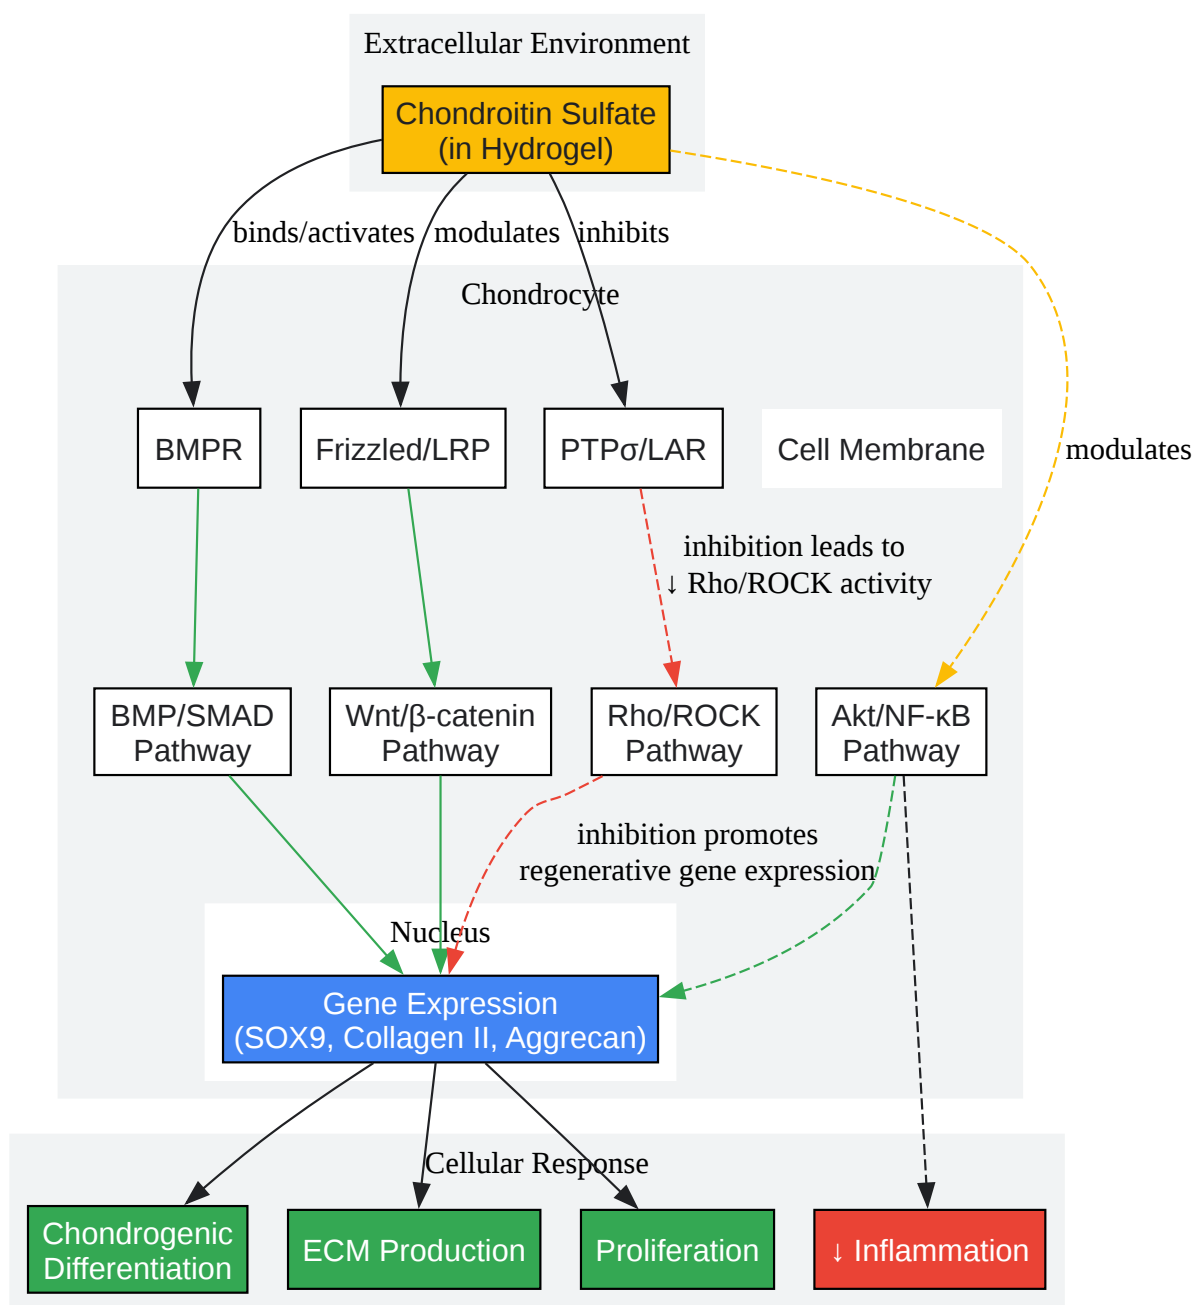 Extracellular Environment
Chondroitin Sulfate
(in Hydrogel)
binds/activates
modulates
inhibits
Chondrocyte
BMPR
Frizzled/LRP
PTPσ/LAR
Cell Membrane
modulates
inhibition leads to
↓ Rho/ROCK activity
BMP/SMAD
Pathway
Wnt/β-catenin
Pathway
Rho/ROCK
Pathway
Akt/NF-κB
Pathway
inhibition promotes
regenerative gene expression
Nucleus
Gene Expression
(SOX9, Collagen II, Aggrecan)
Cellular Response
Chondrogenic
Differentiation
ECM Production
Proliferation
↓ Inflammation